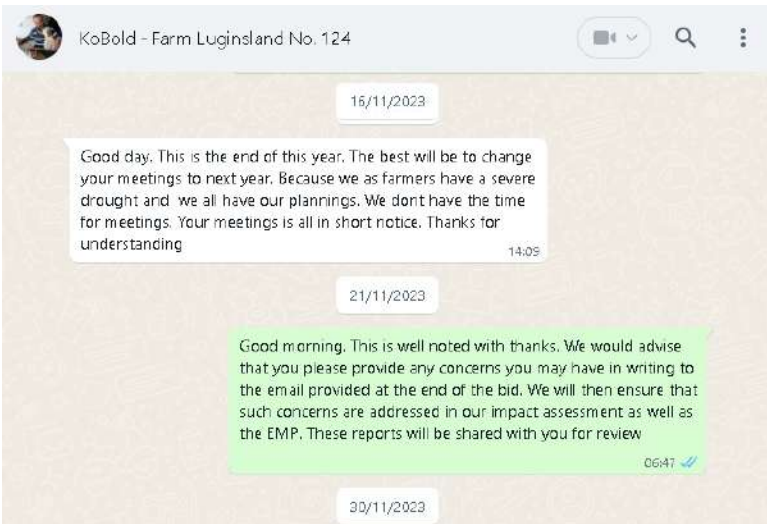 KoBold - Farm Luginsland No. 124
16/11/2023
Good day. This is the end of this year. The best will be to change
your meetings to next year. Because we as farmers have a severe
drought and we all have our plannings. We dont have the time
for meetings. Your meetings is all in short notice. Thanks for
understanding
14:09
21/11/2023
Good morning. This is well noted with thanks. We would advise
that you please provide any concerns you may have in writing to
the email provided at the end of the bid. We will then ensure that
such concerns are addressed in our impact assessment as well as
the EMP. These reports will be shared with you for review
06:47
30/11/2023